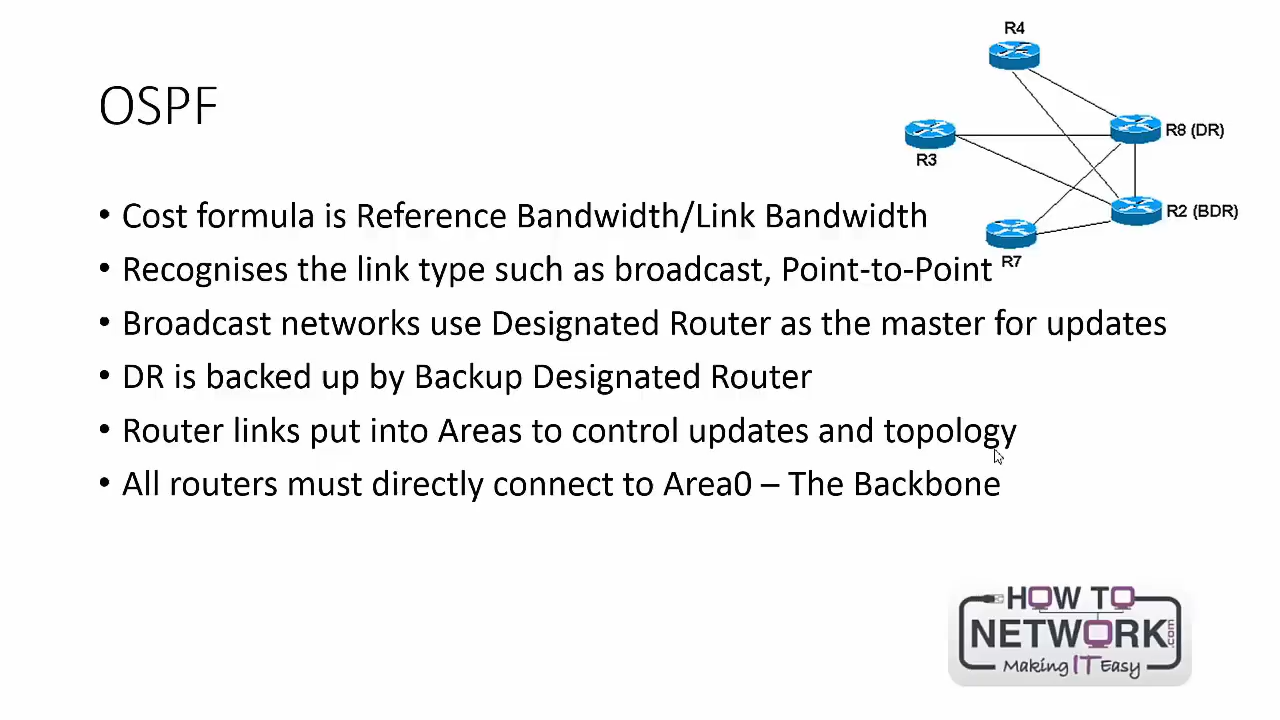 OSPF
R4
R8 (DR)
R3
R2 (BDR)
R7
• Cost formula is Reference Bandwidth/Link Bandwidth
• Recognises the link type such as broadcast, Point-to-Point
• Broadcast networks use Designated Router as the master for updates
• DR is backed up by Backup Designated Router
• Router links put into Areas to control updates and topology
• All routers must directly connect to Area0 – The Backbone
HOW TO
NETWORK.com
Making IT Easy